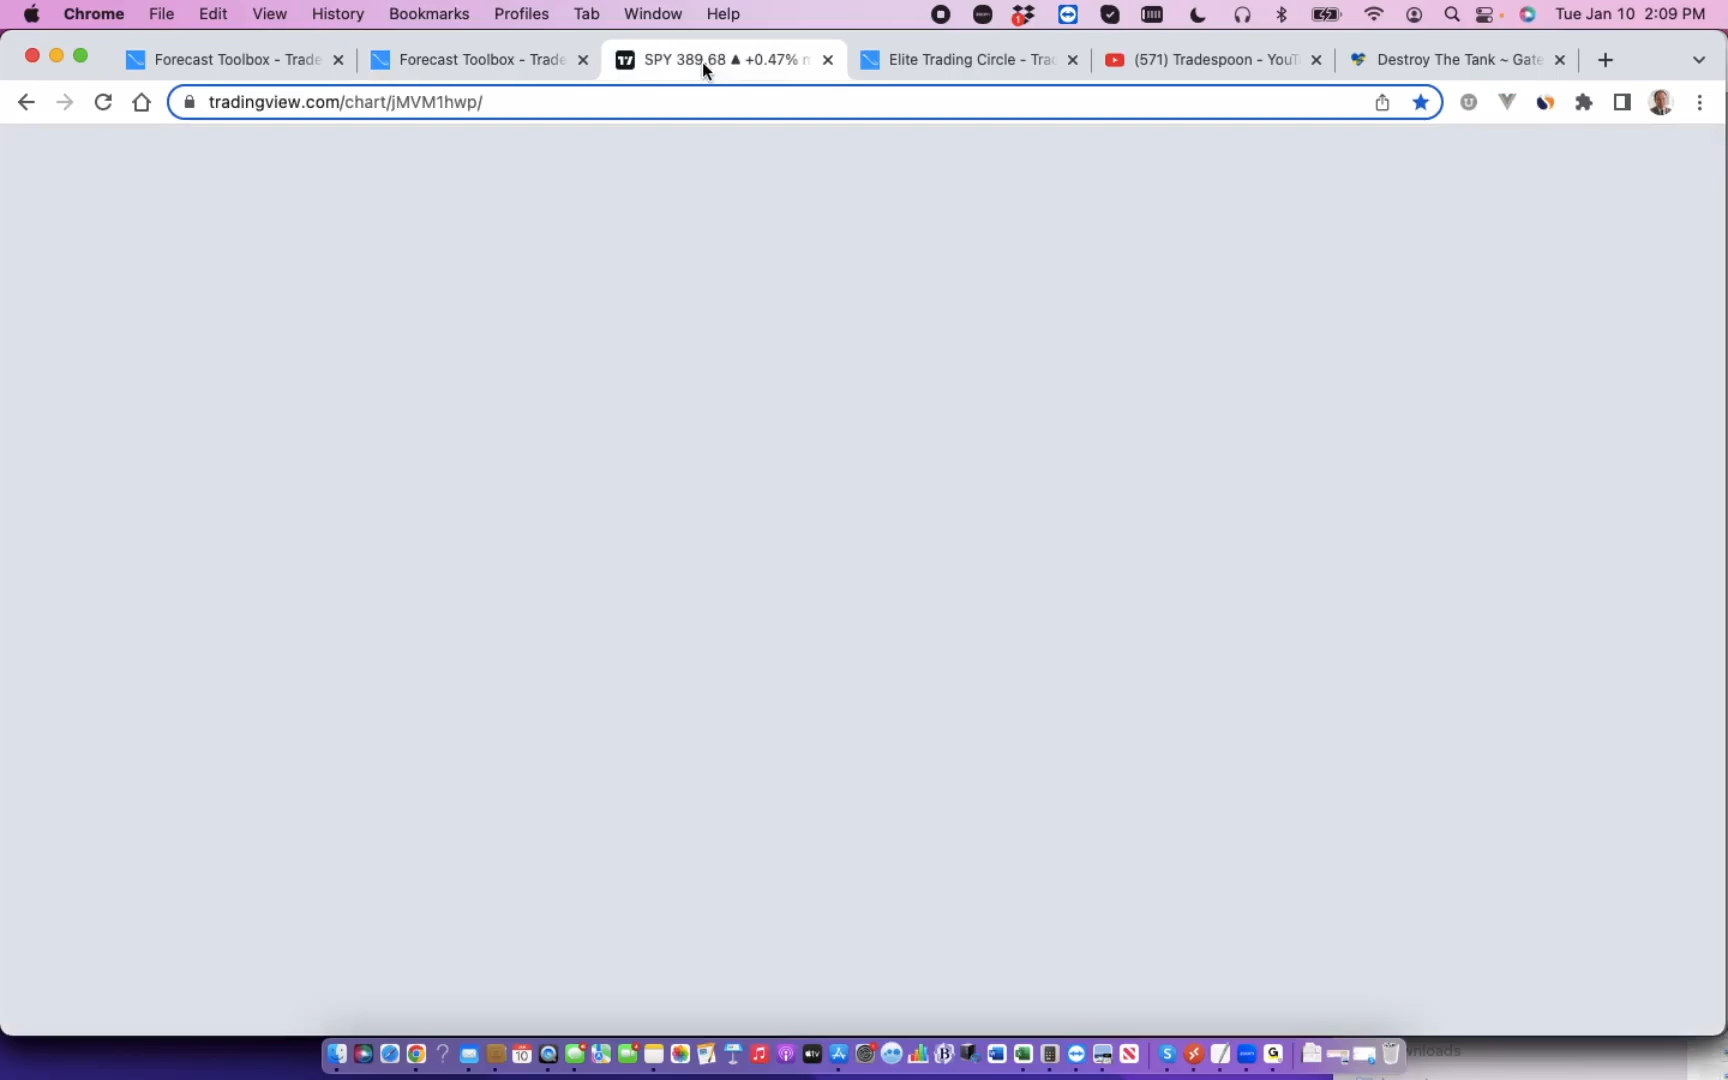 Chrome File Edit View History Bookmarks Profiles Tab Window Help Tue Jan 10 2:09 PM
Forecast Toolbox - Trade Forecast Toolbox - Trade SPY 389.68 ▲ +0.47% Elite Trading Circle - Trad (571) Tradespoon - YouT Destroy The Tank ~ Gate
tradingview.com/chart/jMVM1hwp/